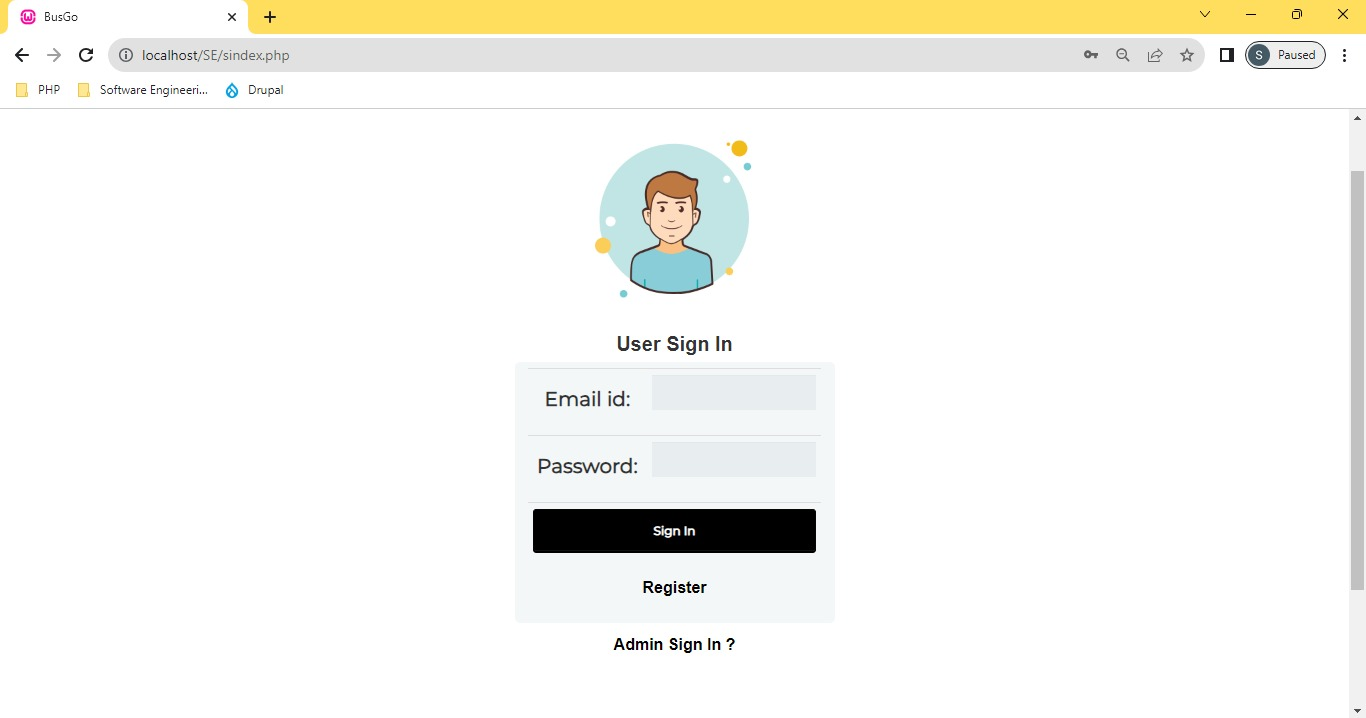 BusGo
localhost/SE/sindex.php
S Paused
PHP Software Engineeri... Drupal
User Sign In
Email id:
Password:
Sign In
Register
Admin Sign In ?